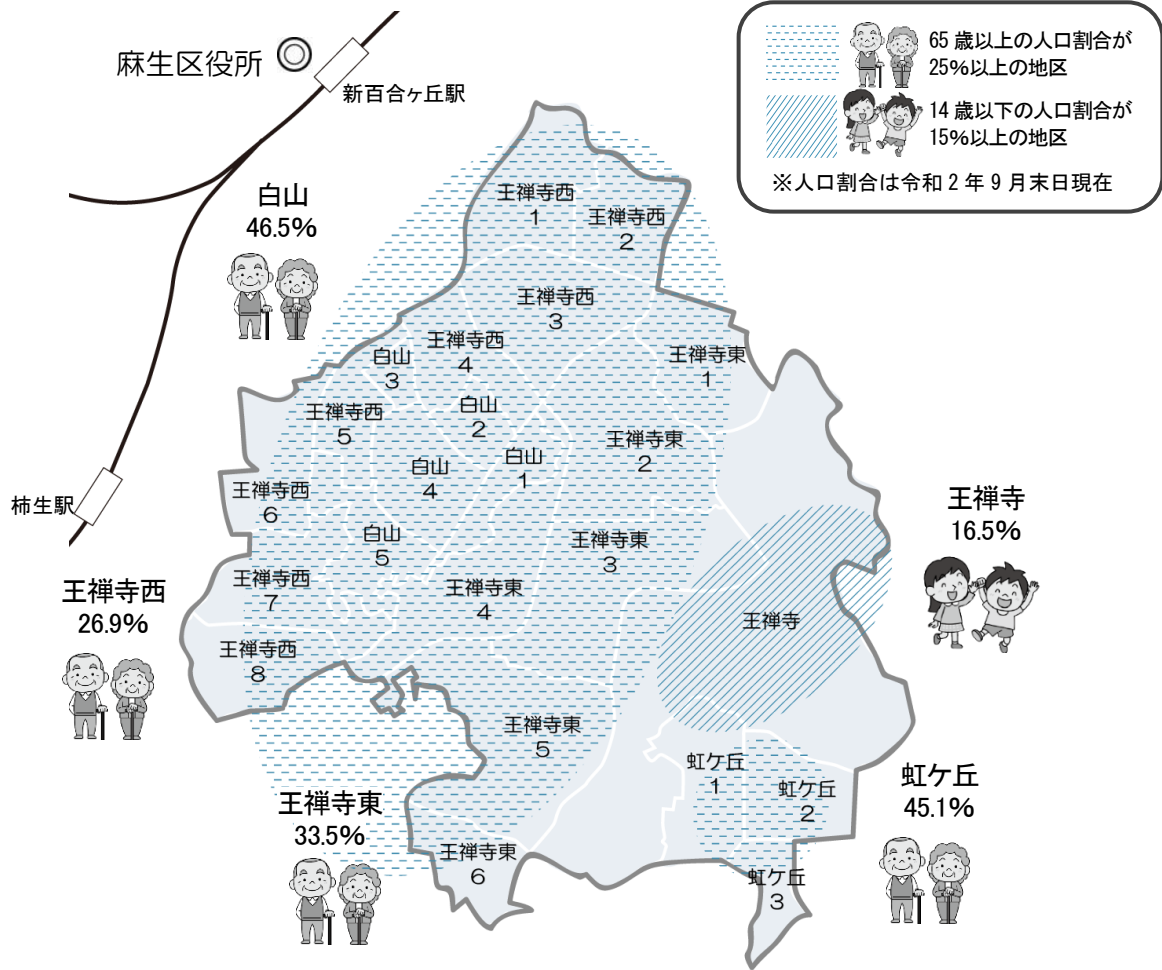 麻生区役所
新百合ヶ丘駅
65 歳以上の人口割合が
25%以上の地区
14 歳以下の人口割合が
15%以上の地区
※人口割合は令和 2 年 9 月末日現在
白山
46.5%
王禅寺西
1
王禅寺西
2
王禅寺西
3
王禅寺西
4
白山
3
王禅寺東
1
白山
2
王禅寺西
5
王禅寺東
2
白山
1
白山
4
王禅寺西
6
柿生駅
王禅寺
16.5%
白山
5
王禅寺東
3
王禅寺西
7
王禅寺東
4
王禅寺西
26.9%
王禅寺
王禅寺西
8
王禅寺東
5
虹ケ丘
1
虹ケ丘
2
虹ケ丘
45.1%
王禅寺東
33.5%
王禅寺東
6
虹ケ丘
3